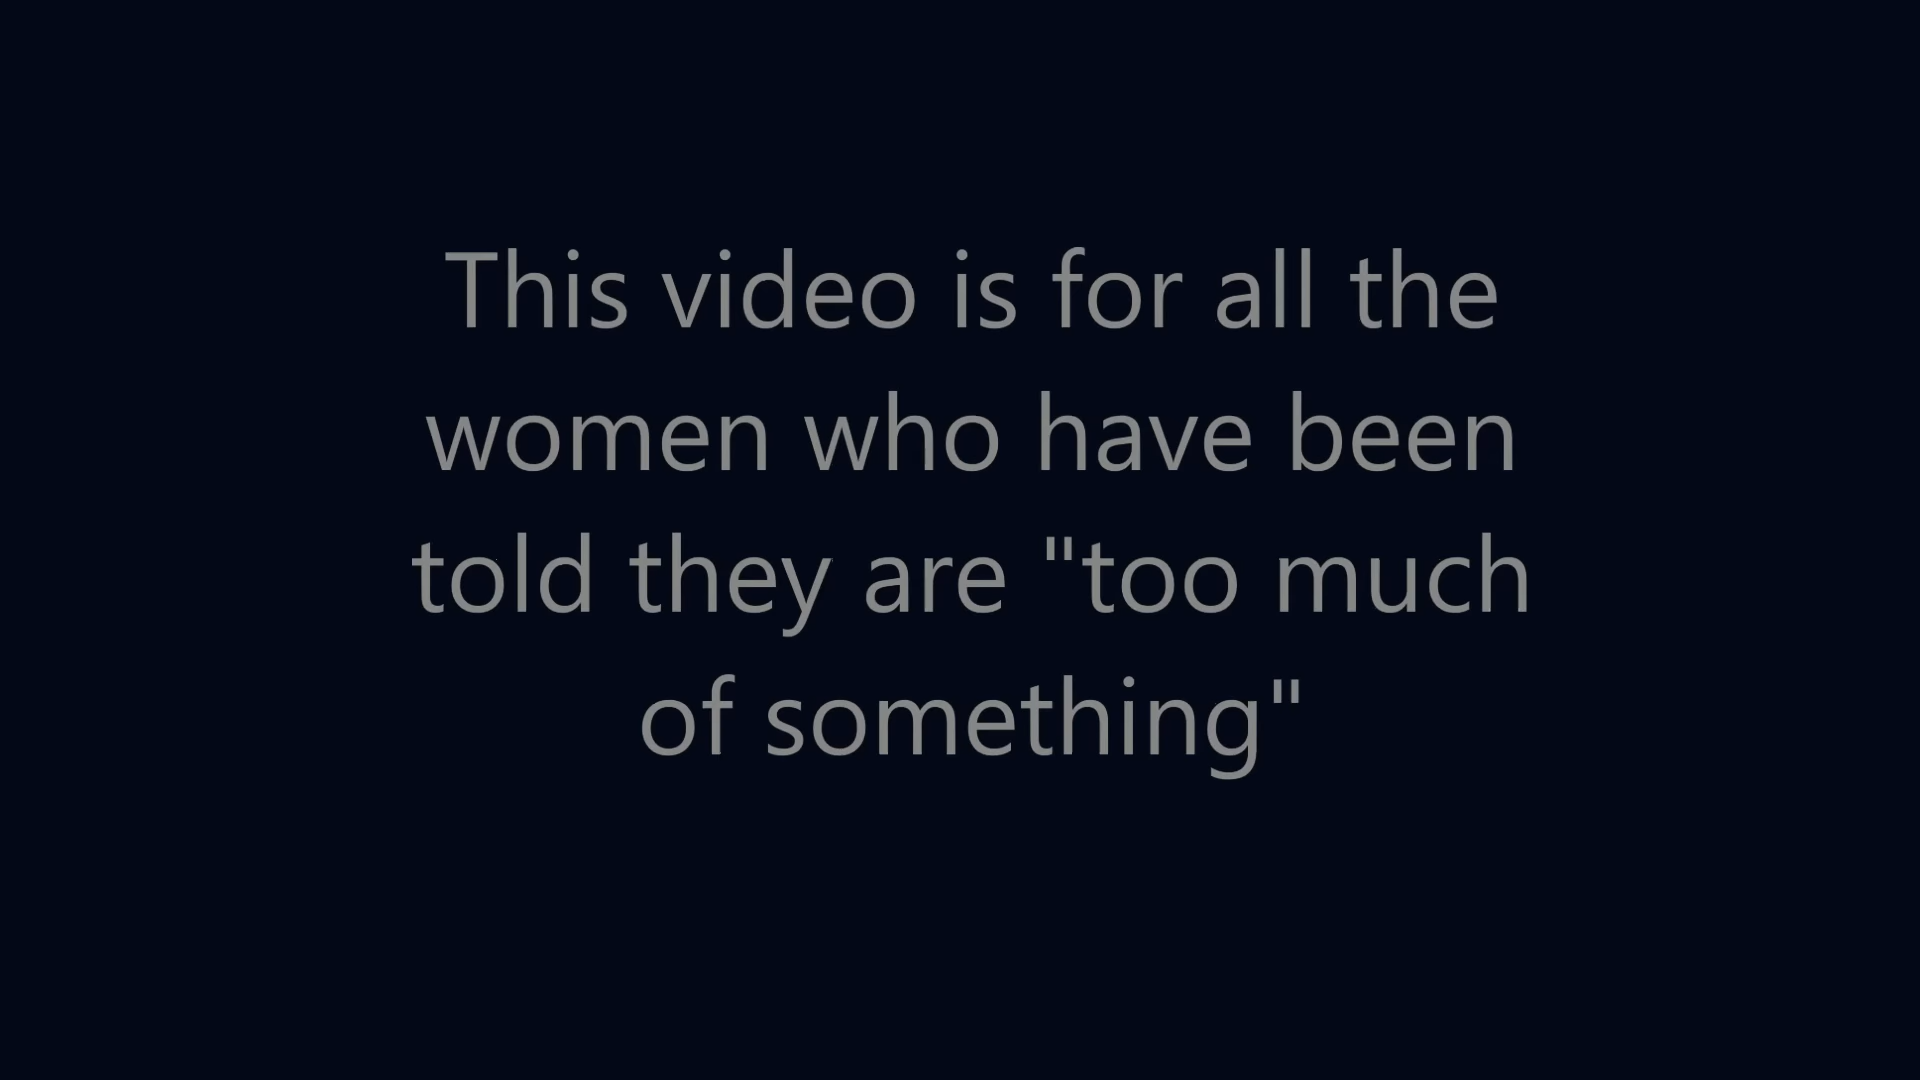 This video is for all the
women who have been
told they are "too much
of something"